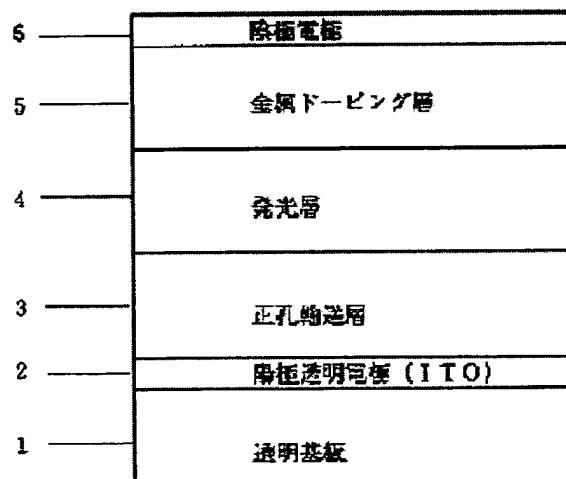 6 陰極電極
5 金属ドーピング層
4 発光層
3 正孔輸送層
2 陽極透明電極(ITO)
1 透明基板